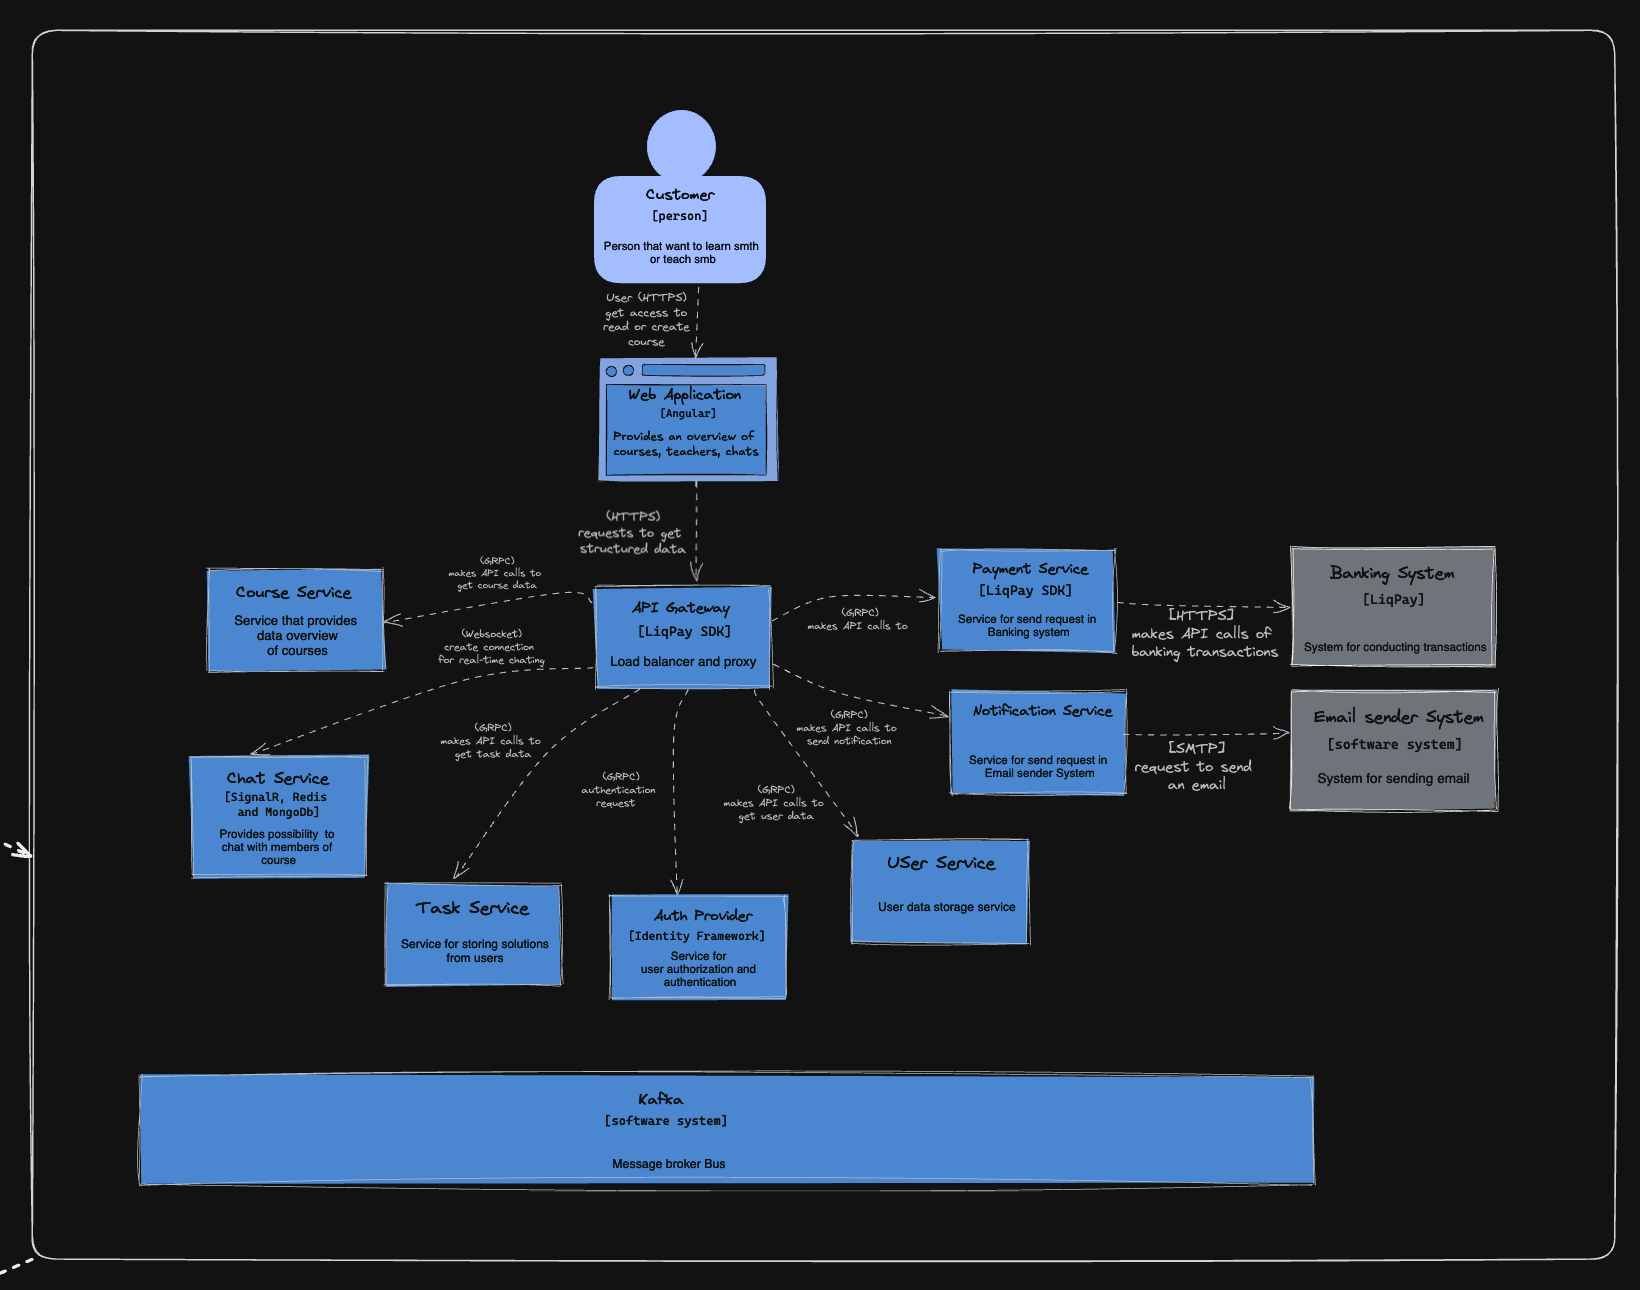 Customer
[person]
Person that want to learn smth
or teach smb
User (HTTPS)
get access to
read or create
course
Web Application
[Angular]
Provides an overview of
courses, teachers, chats
(HTTPS)
requests to get
structured data
(GRPC)
makes API calls to
get course data
Course Service
Service that provides
data overview
of courses
API Gateway
[LiqPay SDK]
Load balancer and proxy
(GRPC)
makes API calls to
Payment Service
[LiqPay SDK]
Service for send request in
Banking system
[HTTPS]
makes API calls of
banking transactions
Banking System
[LiqPay]
System for conducting transactions
(Websocket)
create connection
for real-time chating
Chat Service
[SignalR, Redis
and MongoDb]
Provides possibility to
chat with members of
course
(GRPC)
makes API calls to
get task data
(GRPC)
authentication
request
(GRPC)
makes API calls to
send notification
(GRPC)
makes API calls to
get user data
Notification Service
Service for send request in
Email sender System
[SMTP]
request to send
an email
Email sender System
[software system]
System for sending email
Task Service
Service for storing solutions
from users
Auth Provider
[Identity Framework]
Service for
user authorization and
authentication
USer Service
User data storage service
Kafka
[software system]
Message broker Bus